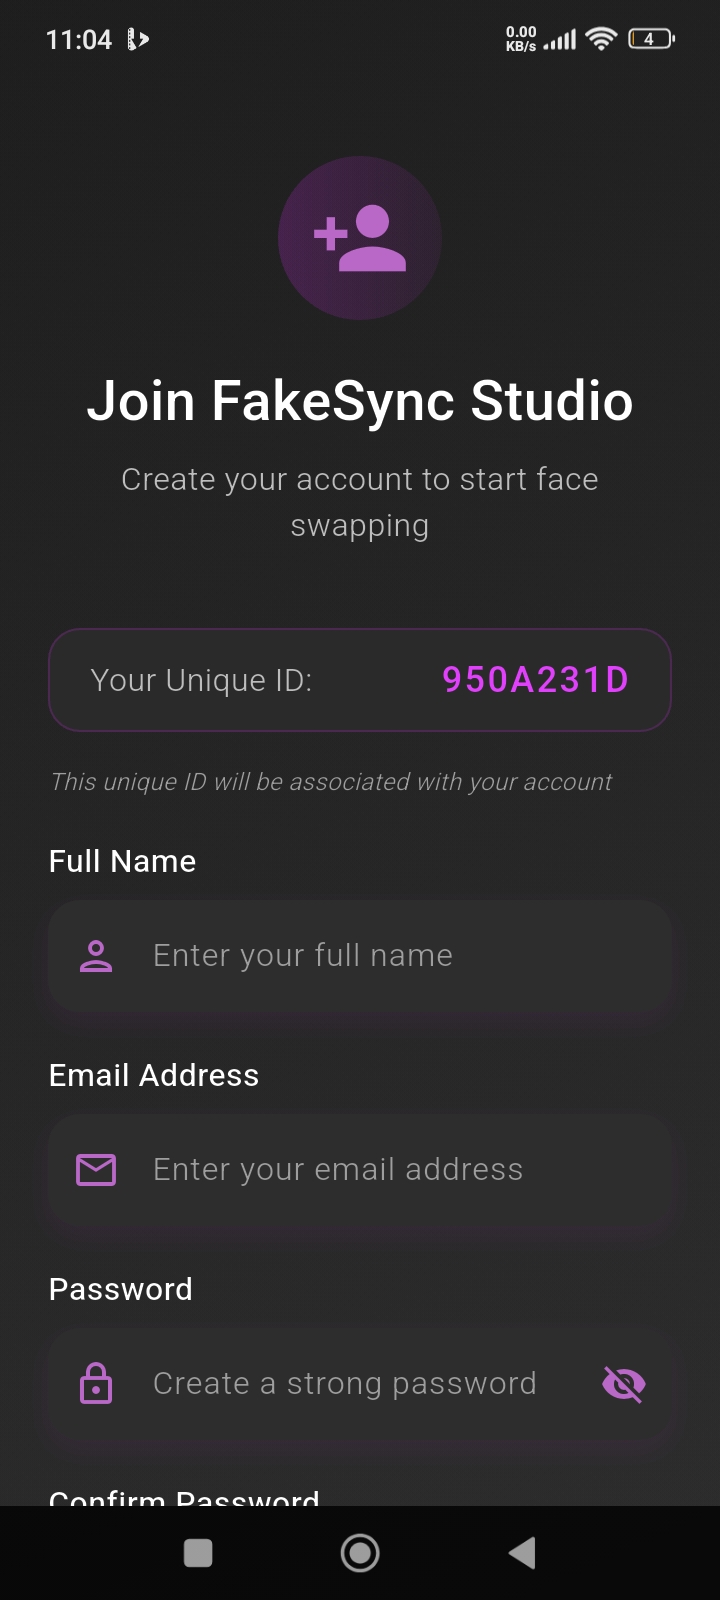 11:04
0.00
KB/s
4
Join FakeSync Studio
Create your account to start face
swapping
Your Unique ID: 950A231D
This unique ID will be associated with your account
Full Name
Enter your full name
Email Address
Enter your email address
Password
Create a strong password
Confirm Password